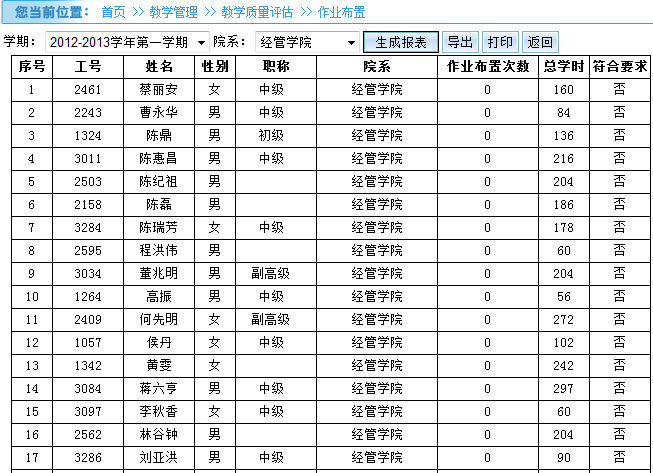 您当前位置： 首页 >> 教学管理 >> 教学质量评估 >> 作业布置
学期： 2012-2013学年第一学期 院系： 经管学院 生成报表 导出 打印 返回
序号 工号 姓名 性别 职称 院系 作业布置次数 总学时 符合要求
1 2461 蔡丽安 女 中级 经管学院 0 160 否
2 2243 曹永华 男 中级 经管学院 0 84 否
3 1324 陈鼎 男 初级 经管学院 0 136 否
4 3011 陈惠昌 男 中级 经管学院 0 216 否
5 2503 陈纪祖 男 经管学院 0 204 否
6 2158 陈磊 男 经管学院 0 186 否
7 3284 陈瑞芳 女 中级 经管学院 0 178 否
8 2595 程洪伟 男 经管学院 0 60 否
9 3034 董兆明 男 副高级 经管学院 0 204 否
10 1264 高振 男 中级 经管学院 0 56 否
11 2409 何先明 女 副高级 经管学院 0 272 否
12 1057 侯丹 女 中级 经管学院 0 102 否
13 1342 黄雯 女 经管学院 0 242 否
14 3084 蒋六亨 男 中级 经管学院 0 297 否
15 3097 李秋香 女 中级 经管学院 0 60 否
16 2562 林谷钟 男 经管学院 0 204 否
17 3286 刘亚洪 男 中级 经管学院 0 90 否